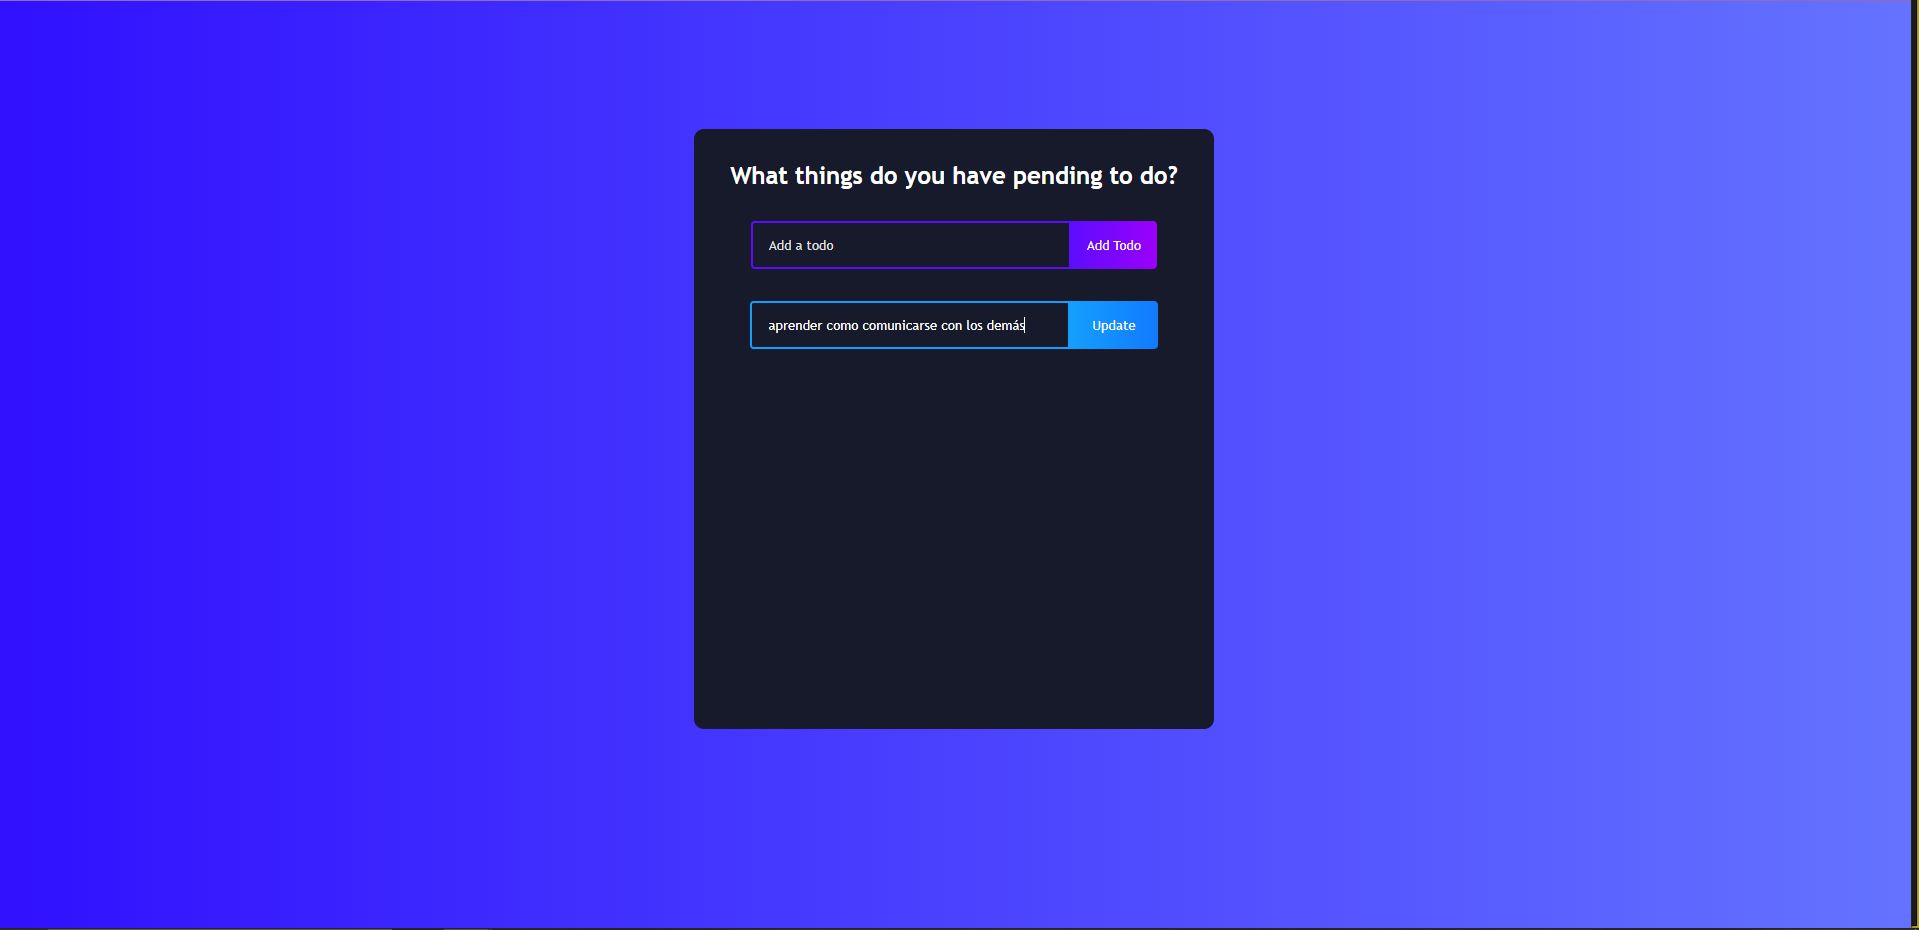 What things do you have pending to do?
Add a todo
Add Todo
aprender como comunicarse con los demás
Update